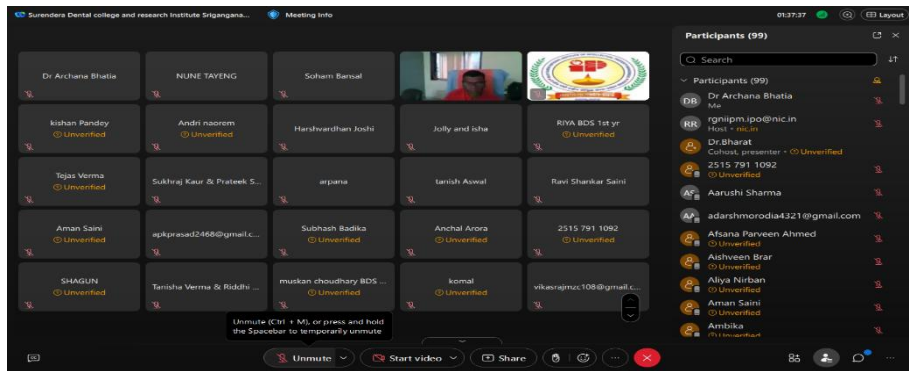 Surendera Dental college and research Institute Srigangana...
Meeting Info
01:37:37
Layout
Dr Archana Bhatia
NUNE TAYENG
Soham Bansal
kishan Pandey
Unverified
Andri naorem
Unverified
Harshvardhan Joshi
Jolly and isha
RIYA BDS 1st yr
Unverified
Tejas Verma
Unverified
Sukhraj Kaur & Prateek S...
arpana
tanish Aswal
Ravi Shankar Saini
Aman Saini
Unverified
apkprasad2468@gmail.c...
Subhash Badika
Unverified
Anchal Arora
Unverified
2515 791 1092
Unverified
SHAGUN
Unverified
Tanisha Verma & Riddhi ...
muskan choudhary BDS ...
Unverified
komal
Unverified
vikasrajmzc108@gmail.c...
Unmute (Ctrl + M), or press and hold
the Spacebar to temporarily unmute
Unmute
Start video
Share
Participants (99)
Search
Participants (99)
DB
Dr Archana Bhatia
Me
RR
rgniipm.ipo@nic.in
Host • nic.in
Dr.Bharat
Cohost, presenter • Unverified
2515 791 1092
Unverified
AS
Aarushi Sharma
AA
adarshmorodia4321@gmail.com
Afsana Parveen Ahmed
Unverified
Aishveen Brar
Unverified
Aliya Nirban
Unverified
Aman Saini
Unverified
Ambika
Unverified